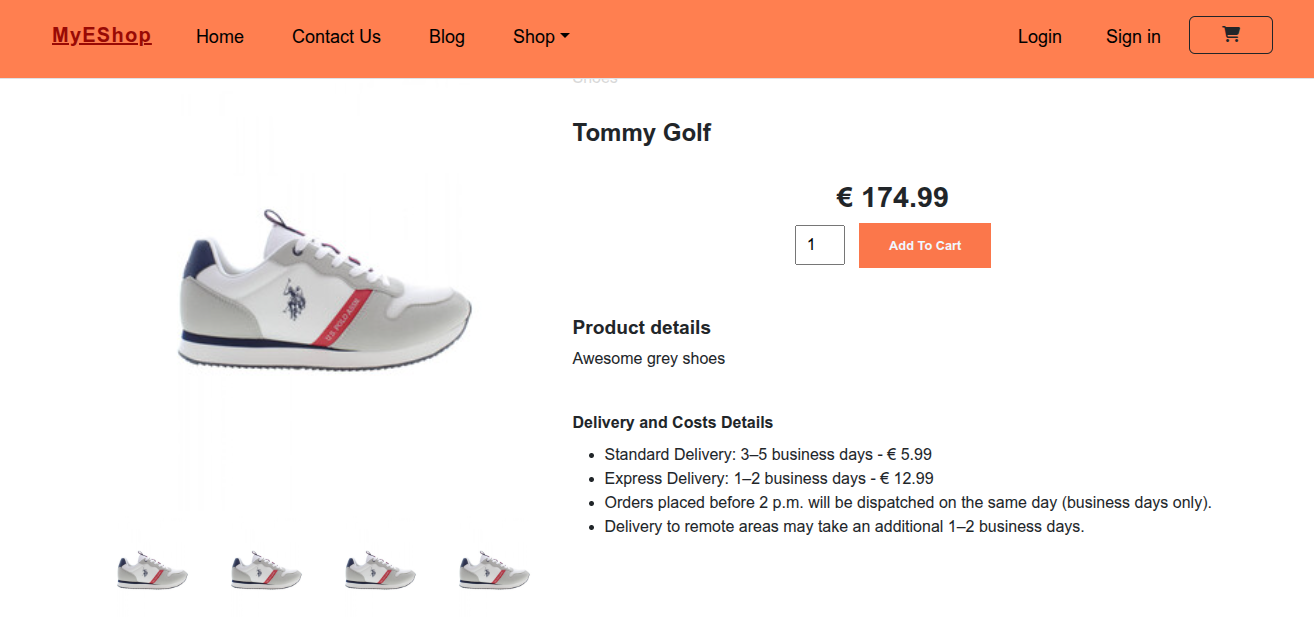 MyEShop Home Contact Us Blog Shop Login Sign in
Shoes
Tommy Golf
€ 174.99
1 Add To Cart
U.S. POLO ASSN.
Product details
Awesome grey shoes
Delivery and Costs Details
Standard Delivery: 3–5 business days - € 5.99
Express Delivery: 1–2 business days - € 12.99
Orders placed before 2 p.m. will be dispatched on the same day (business days only).
Delivery to remote areas may take an additional 1–2 business days.